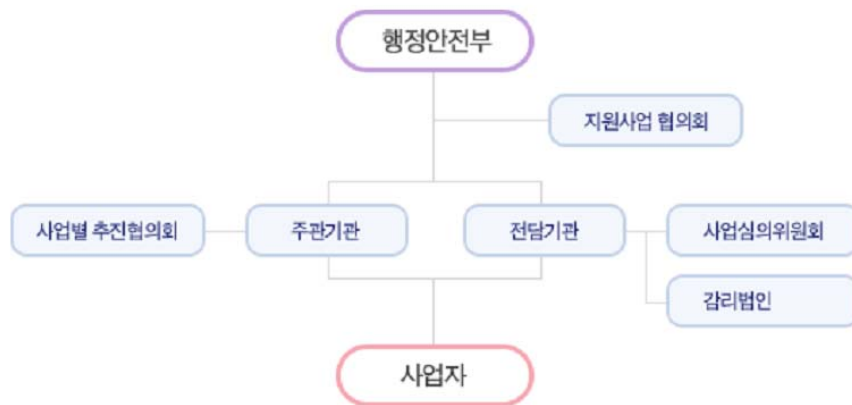 행정안전부
지원사업 협의회
사업별 추진협의회
주관기관
전담기관
사업심의위원회
감리법인
사업자